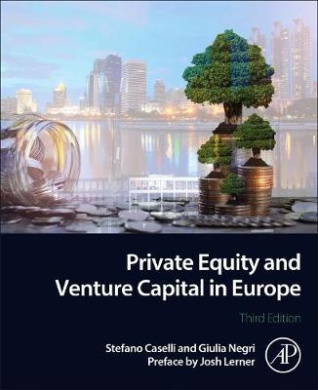 Private Equity and
Venture Capital in Europe
Third Edition
Stefano Caselli and Giulia Negri
Preface by Josh Lerner
AP